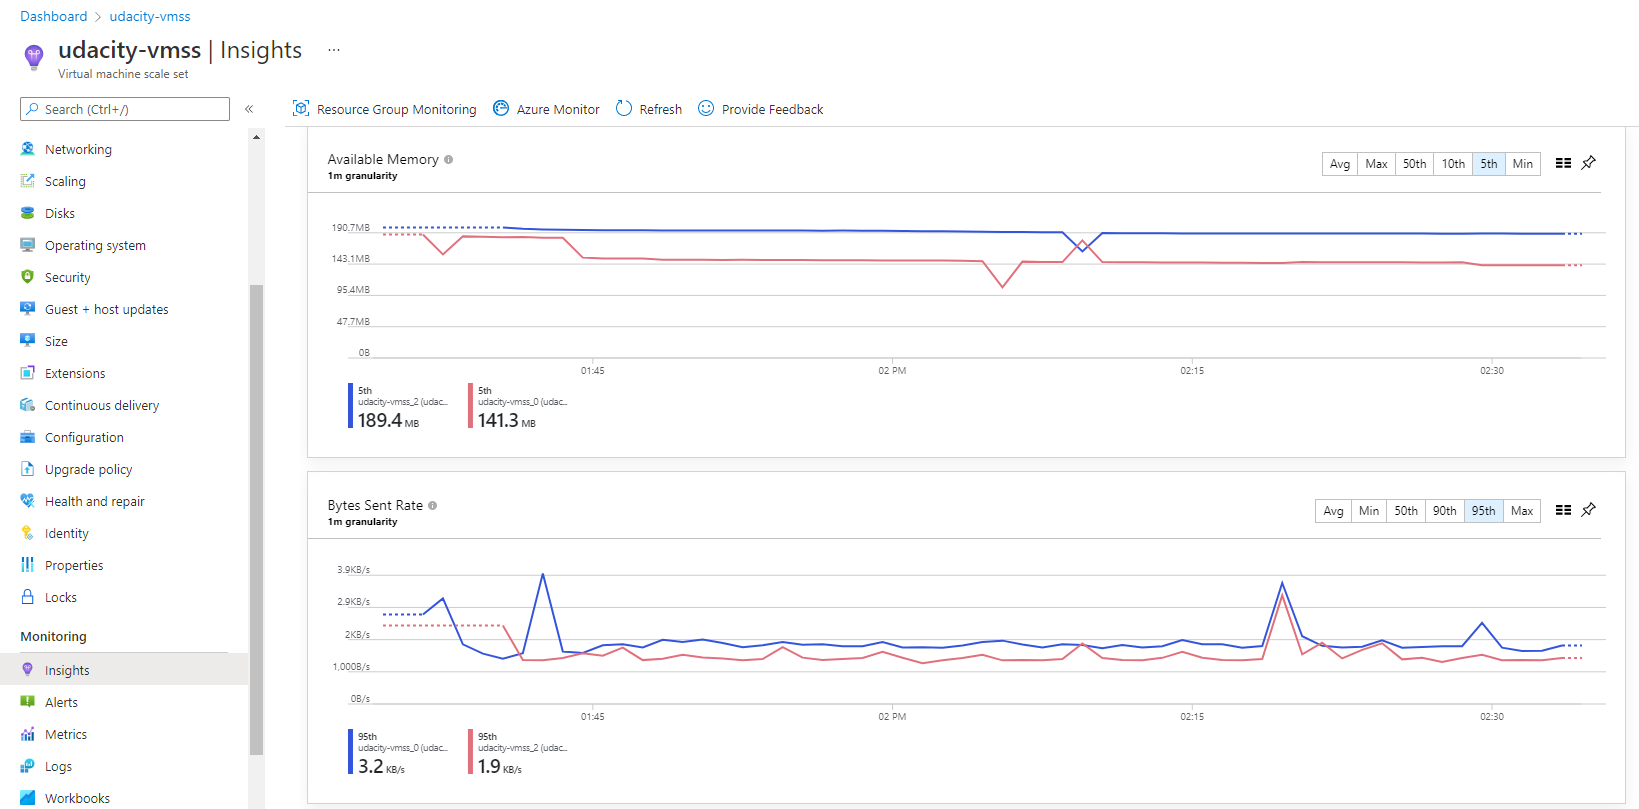 Dashboard > udacity-vmss
udacity-vmss | Insights ...
Virtual machine scale set
Search (Ctrl+/) «
Resource Group Monitoring Azure Monitor Refresh Provide Feedback
Networking
Scaling
Disks
Operating system
Security
Guest + host updates
Size
Extensions
Continuous delivery
Configuration
Upgrade policy
Health and repair
Identity
Properties
Locks
Monitoring
Insights
Alerts
Metrics
Logs
Workbooks
Available Memory
1m granularity
Avg Max 50th 10th 5th Min
190.7MB
143.1MB
95.4MB
47.7MB
0B
01:45 02 PM 02:15 02:30
5th 5th
udacity-vmss_2 (udac... udacity-vmss_0 (udac...
189.4 MB 141.3 MB
Bytes Sent Rate
1m granularity
Avg Min 50th 90th 95th Max
3.9KB/s
2.9KB/s
2KB/s
1,000B/s
0B/s
01:45 02 PM 02:15 02:30
95th 95th
udacity-vmss_0 (udac... udacity-vmss_2 (udac...
3.2 KB/s 1.9 KB/s